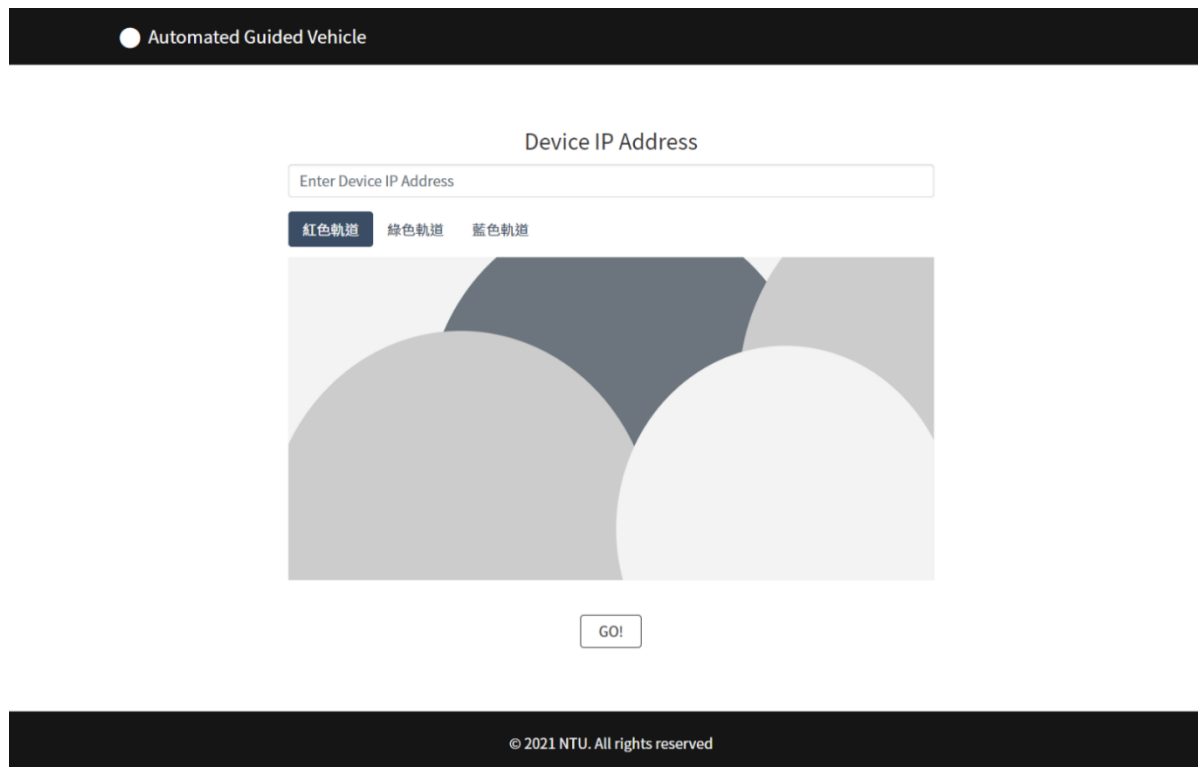 Automated Guided Vehicle
Device IP Address
Enter Device IP Address
紅色軌道 綠色軌道 藍色軌道
GO!
© 2021 NTU. All rights reserved